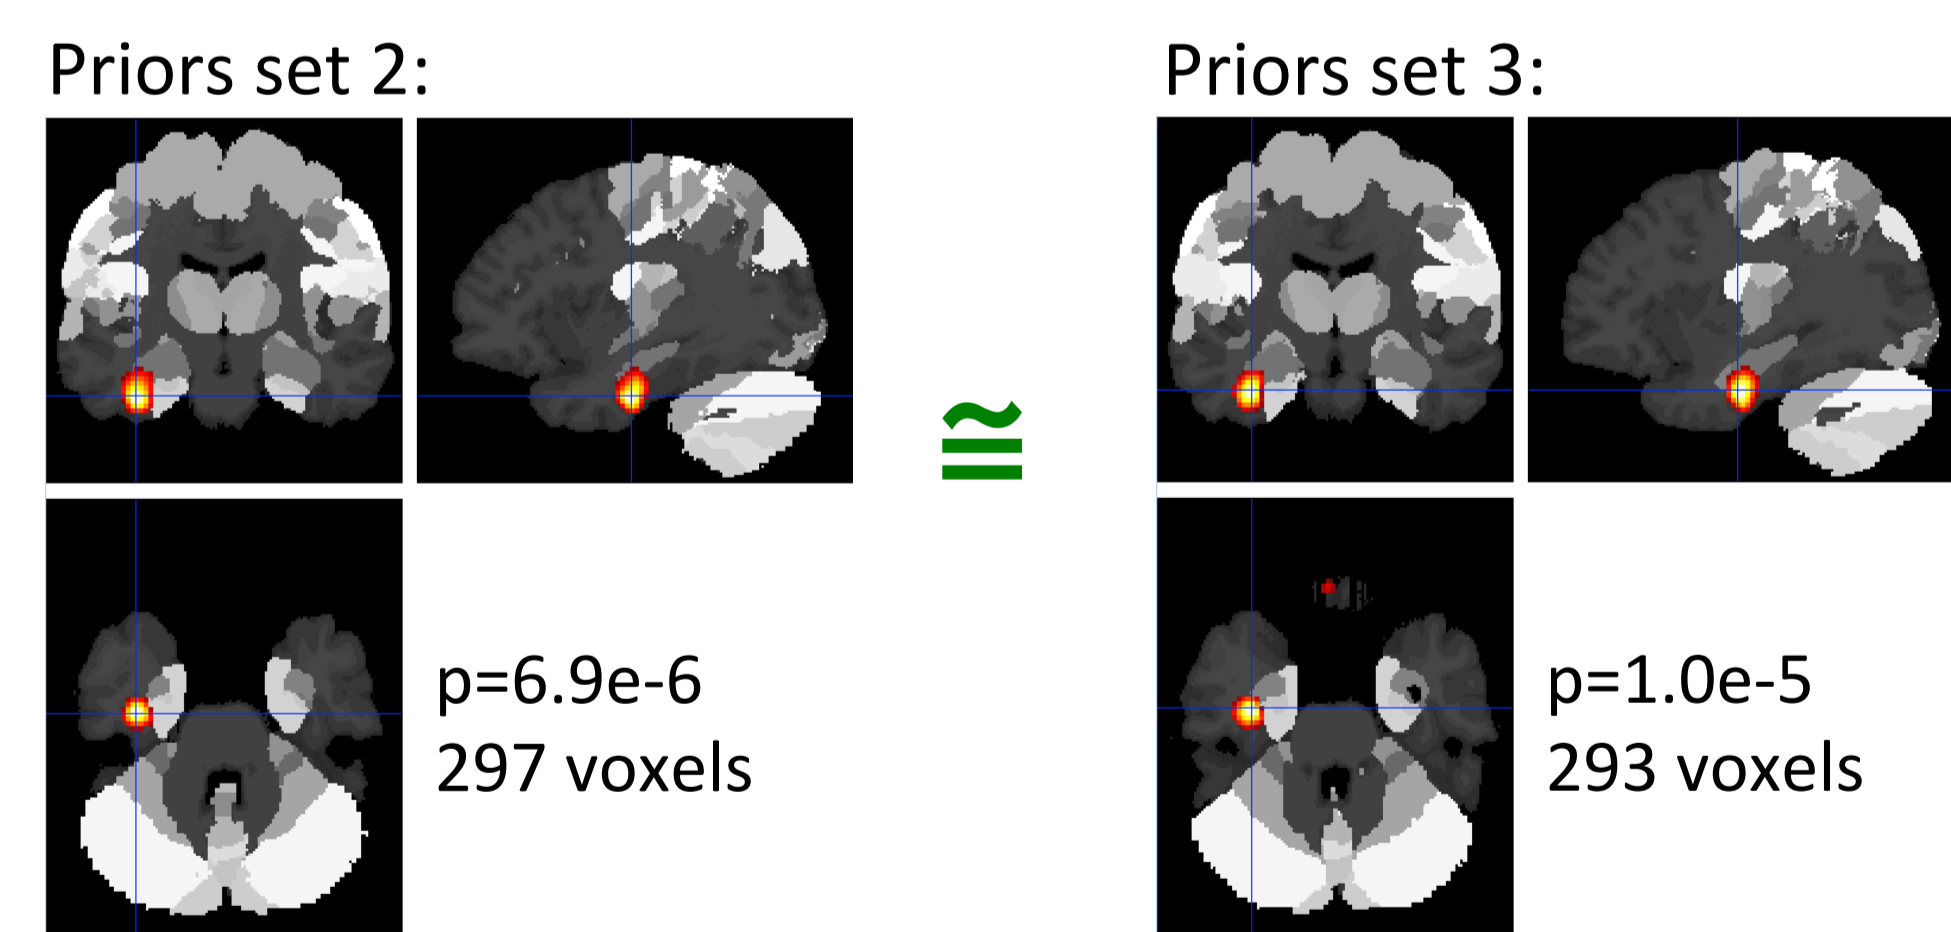 Priors set 2:
Priors set 3:
≅
p=6.9e-6
297 voxels
p=1.0e-5
293 voxels